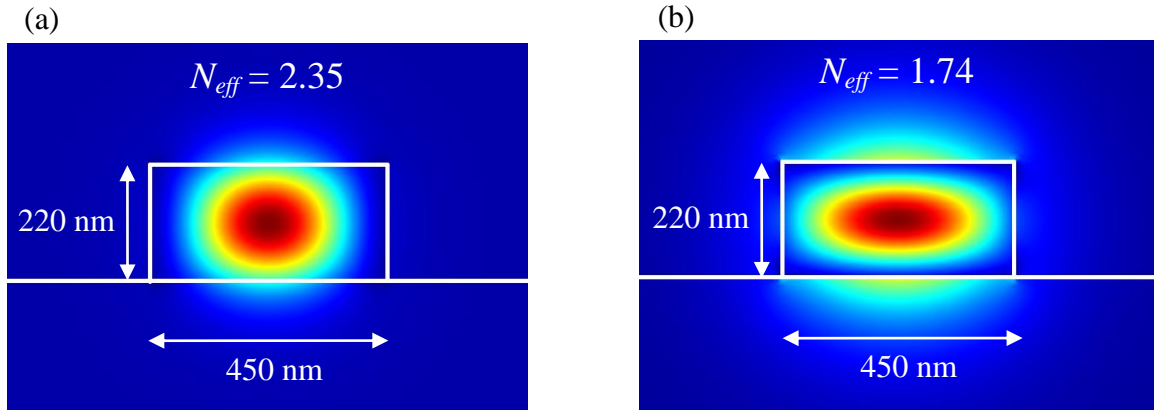 (a)
N_eff = 2.35
220 nm
450 nm
(b)
N_eff = 1.74
220 nm
450 nm